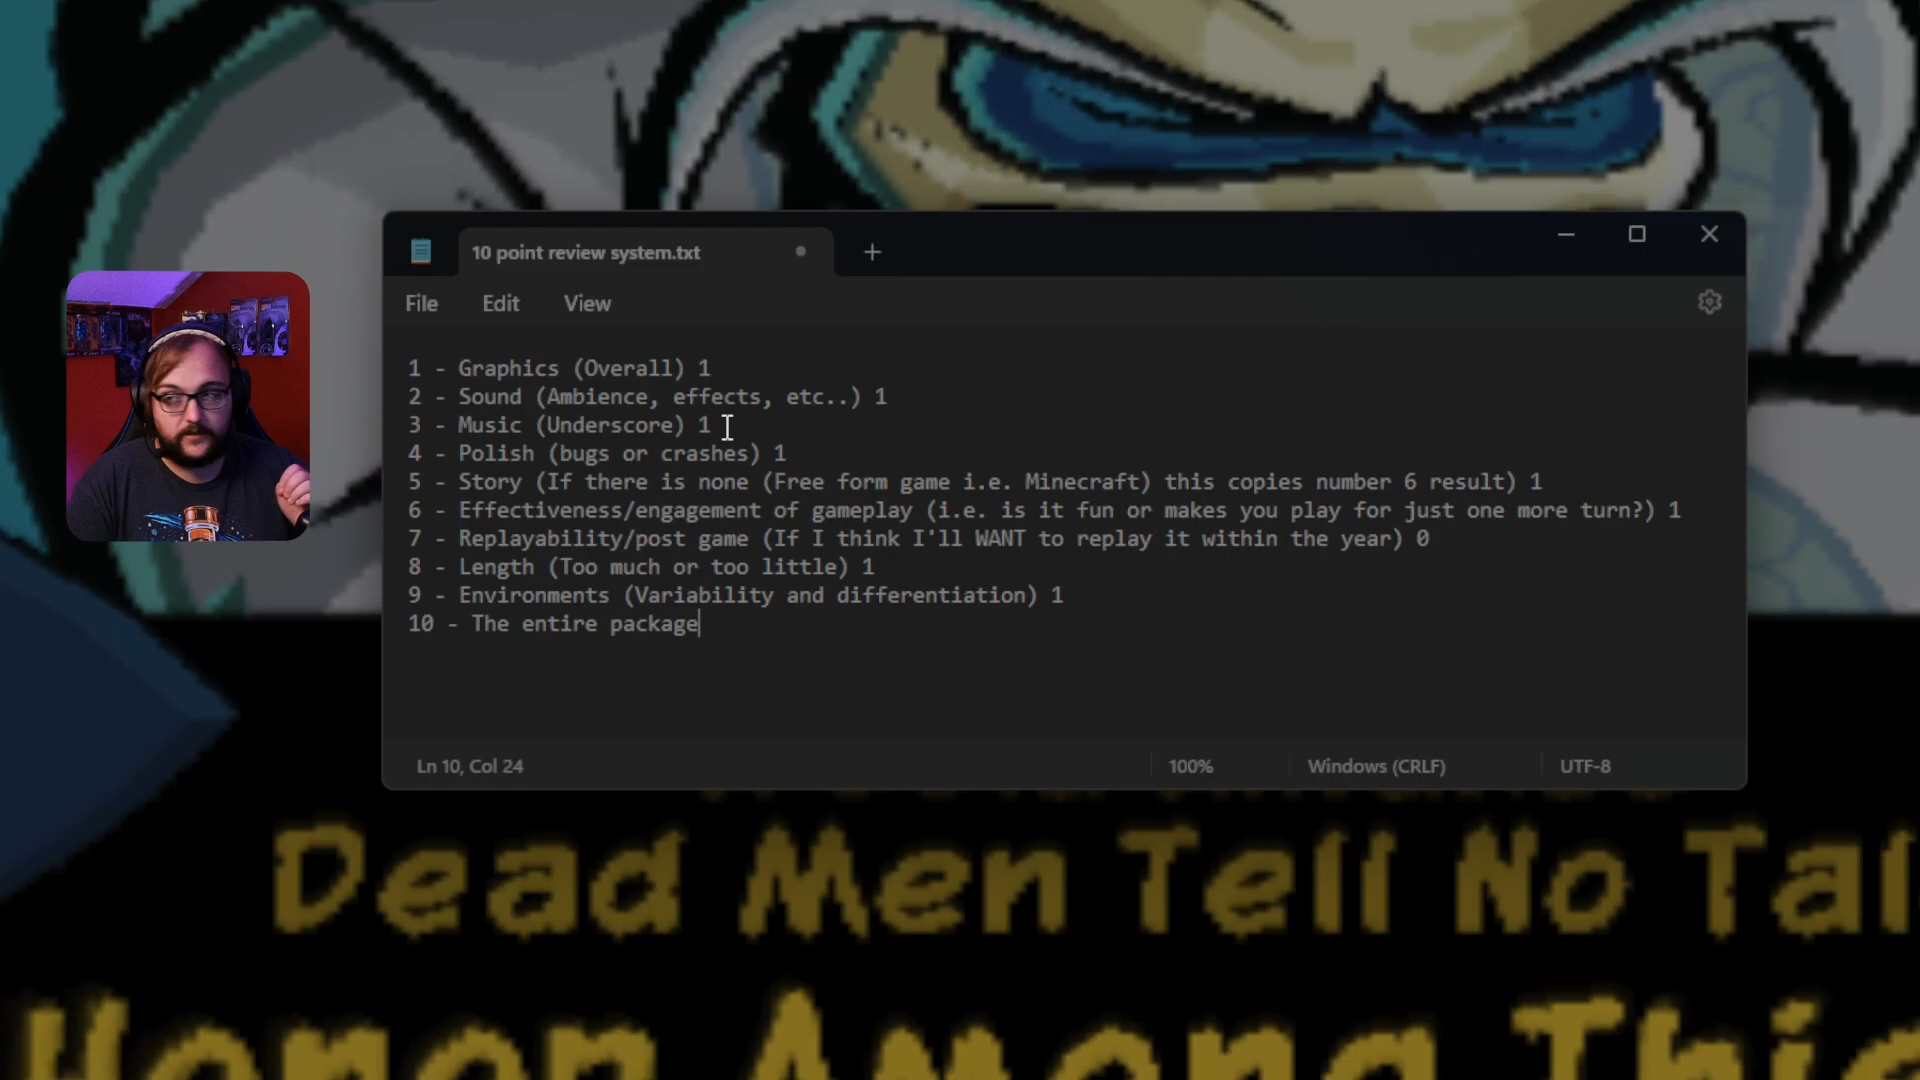 10 point review system.txt
File Edit View
1 - Graphics (Overall) 1
2 - Sound (Ambience, effects, etc..) 1
3 - Music (Underscore) 1
4 - Polish (bugs or crashes) 1
5 - Story (If there is none (Free form game i.e. Minecraft) this copies number 6 result) 1
6 - Effectiveness/engagement of gameplay (i.e. is it fun or makes you play for just one more turn?) 1
7 - Replayability/post game (If I think I'll WANT to replay it within the year) 0
8 - Length (Too much or too little) 1
9 - Environments (Variability and differentiation) 1
10 - The entire package
Ln 10, Col 24 100% Windows (CRLF) UTF-8
Dead Men Tell No Tal
Honor Among Thie